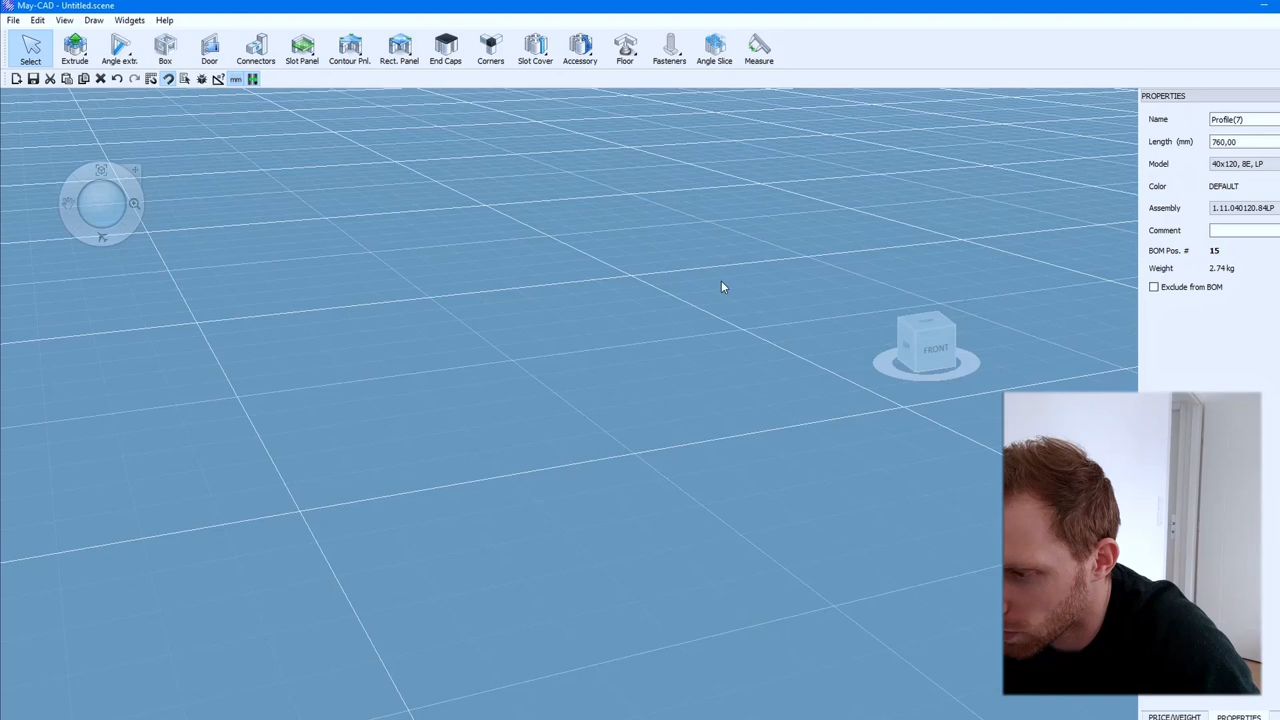 May-CAD - Untitled.scene
File Edit View Draw Widgets Help
Select Extrude Angle extr. Box Door Connectors Slot Panel Contour Pnl. Rect. Panel End Caps Corners Slot Cover Accessory Floor Fasteners Angle Slice Measure
mm
PROPERTIES
Name Profile(7)
Length (mm) 760,00
Model 40x120, 8E, LP
Color DEFAULT
Assembly 1.11.040120.84LP
Comment
BOM Pos. # 15
Weight 2.74 kg
Exclude from BOM
FRONT
PRICE/WEIGHT PROPERTIES